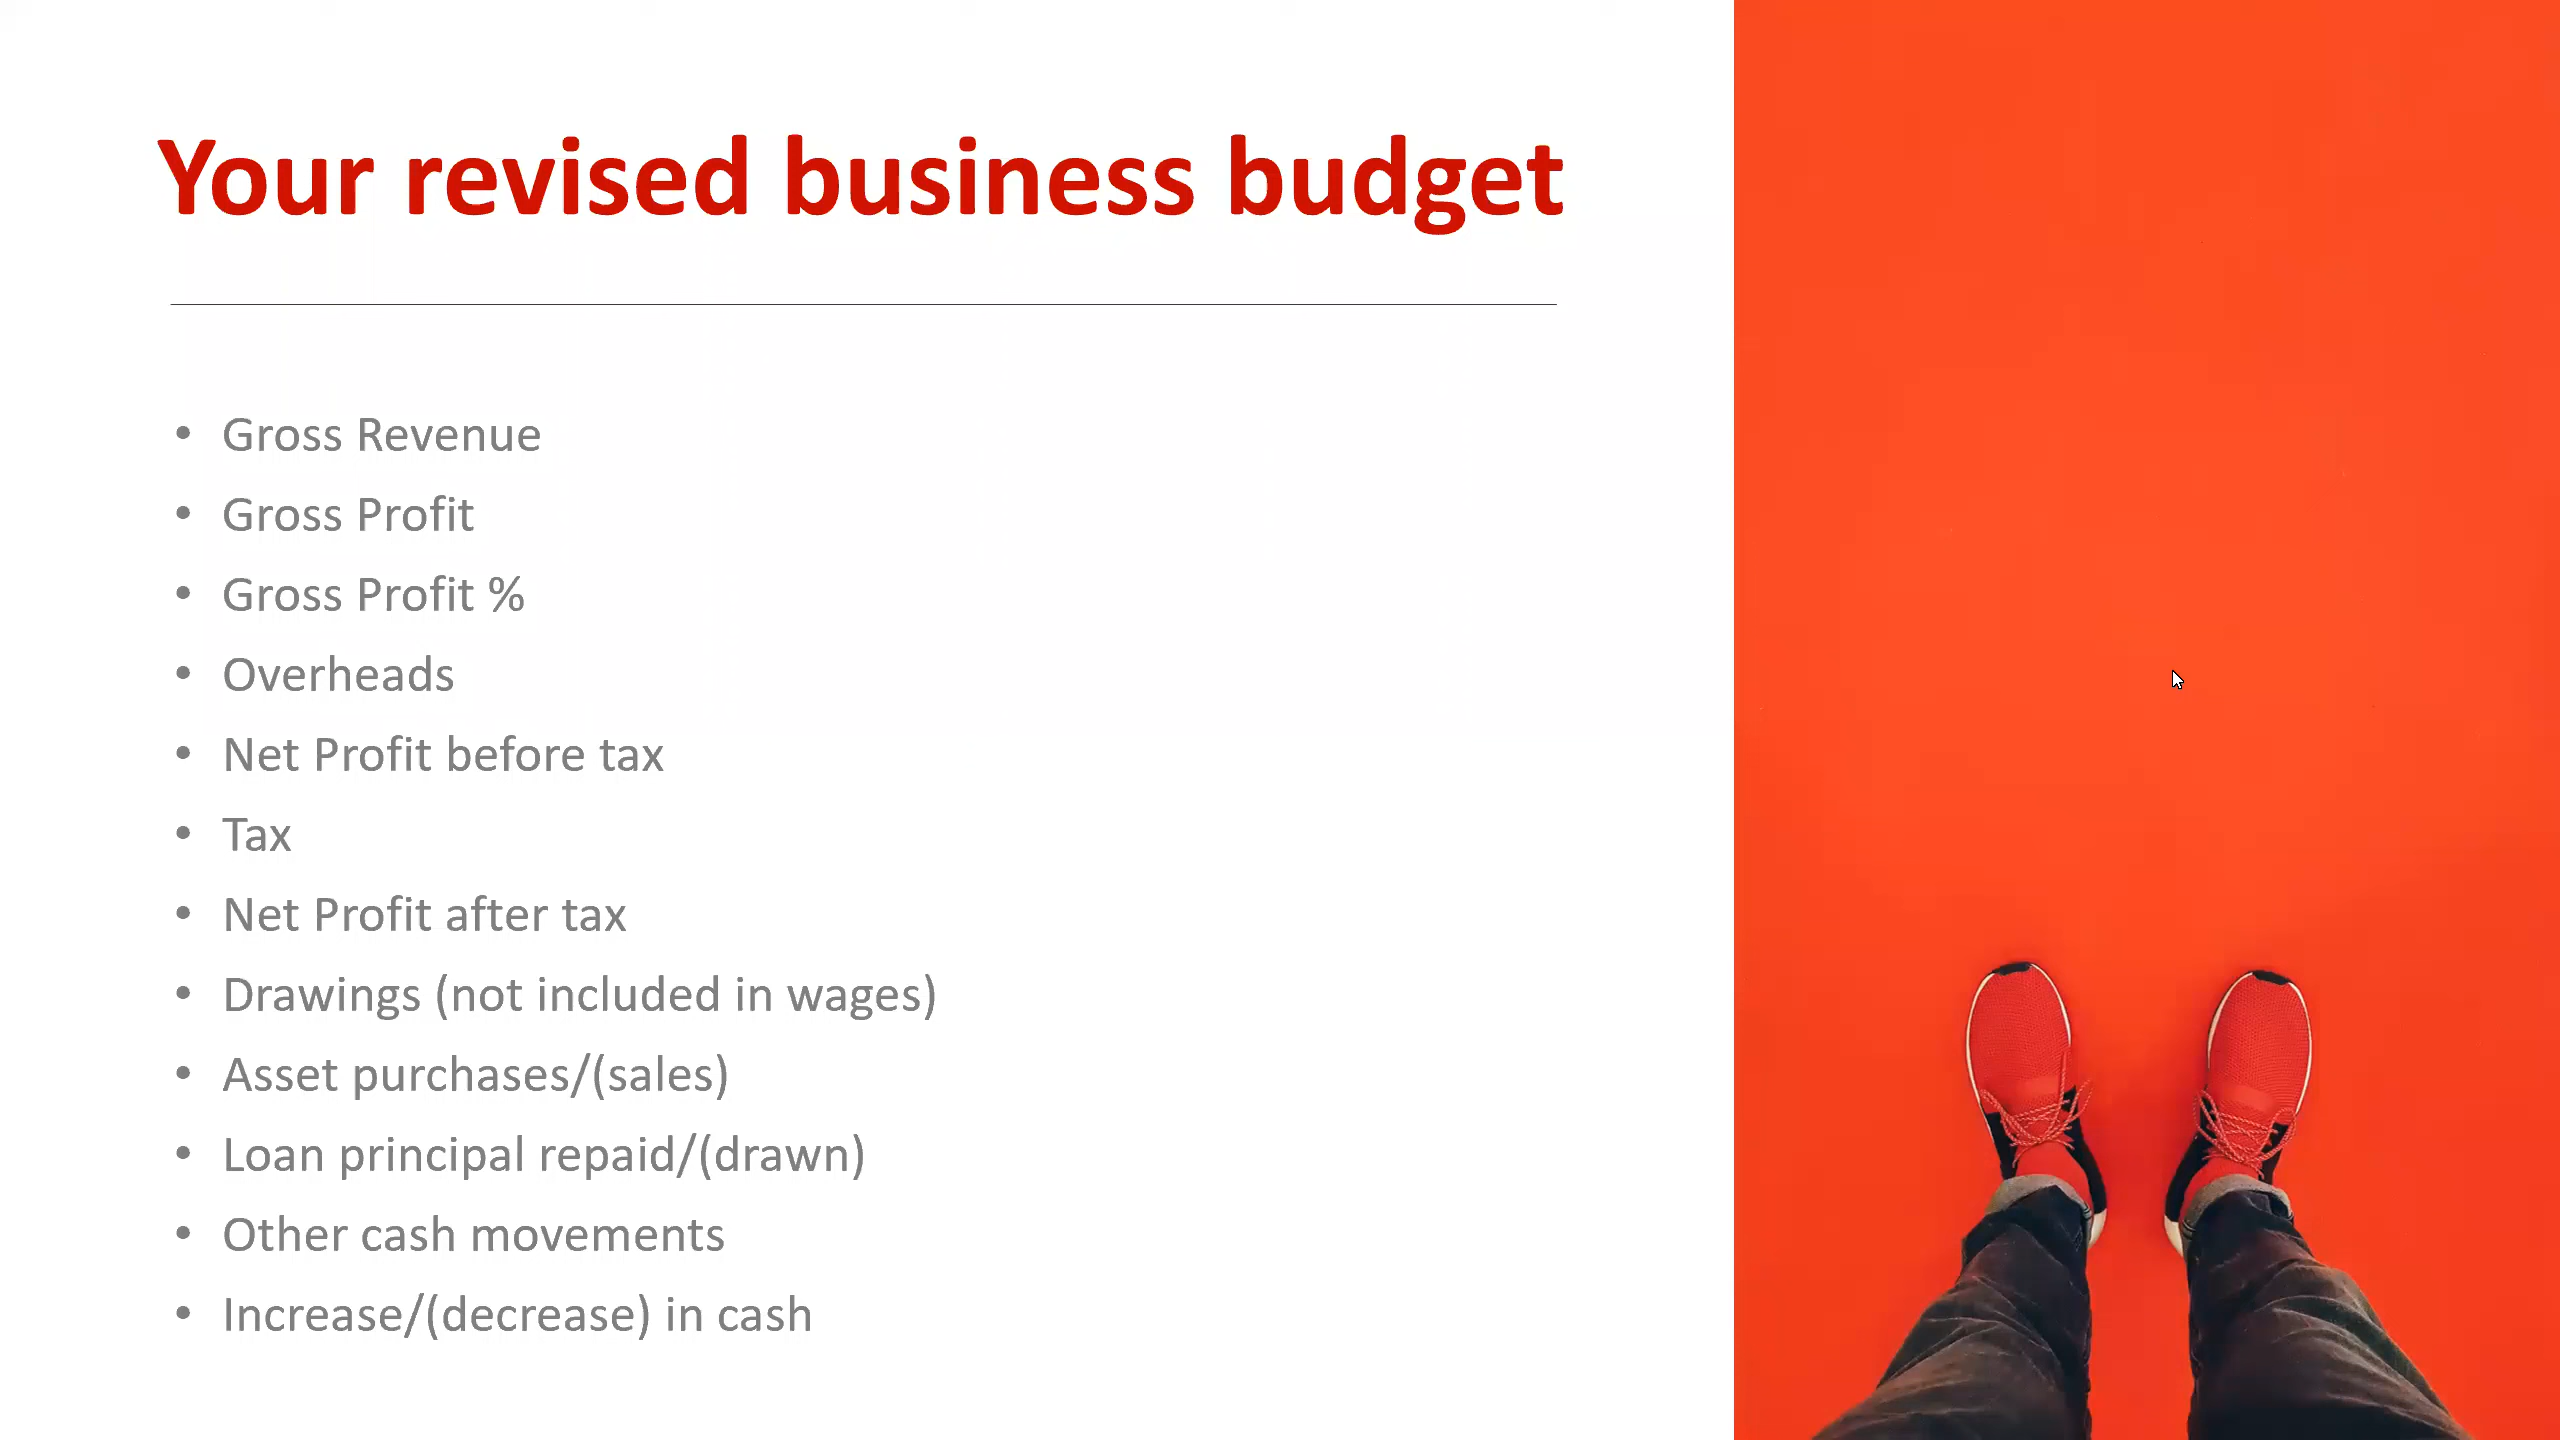 Your revised business budget
• Gross Revenue
• Gross Profit
• Gross Profit %
• Overheads
• Net Profit before tax
• Tax
• Net Profit after tax
• Drawings (not included in wages)
• Asset purchases/(sales)
• Loan principal repaid/(drawn)
• Other cash movements
• Increase/(decrease) in cash